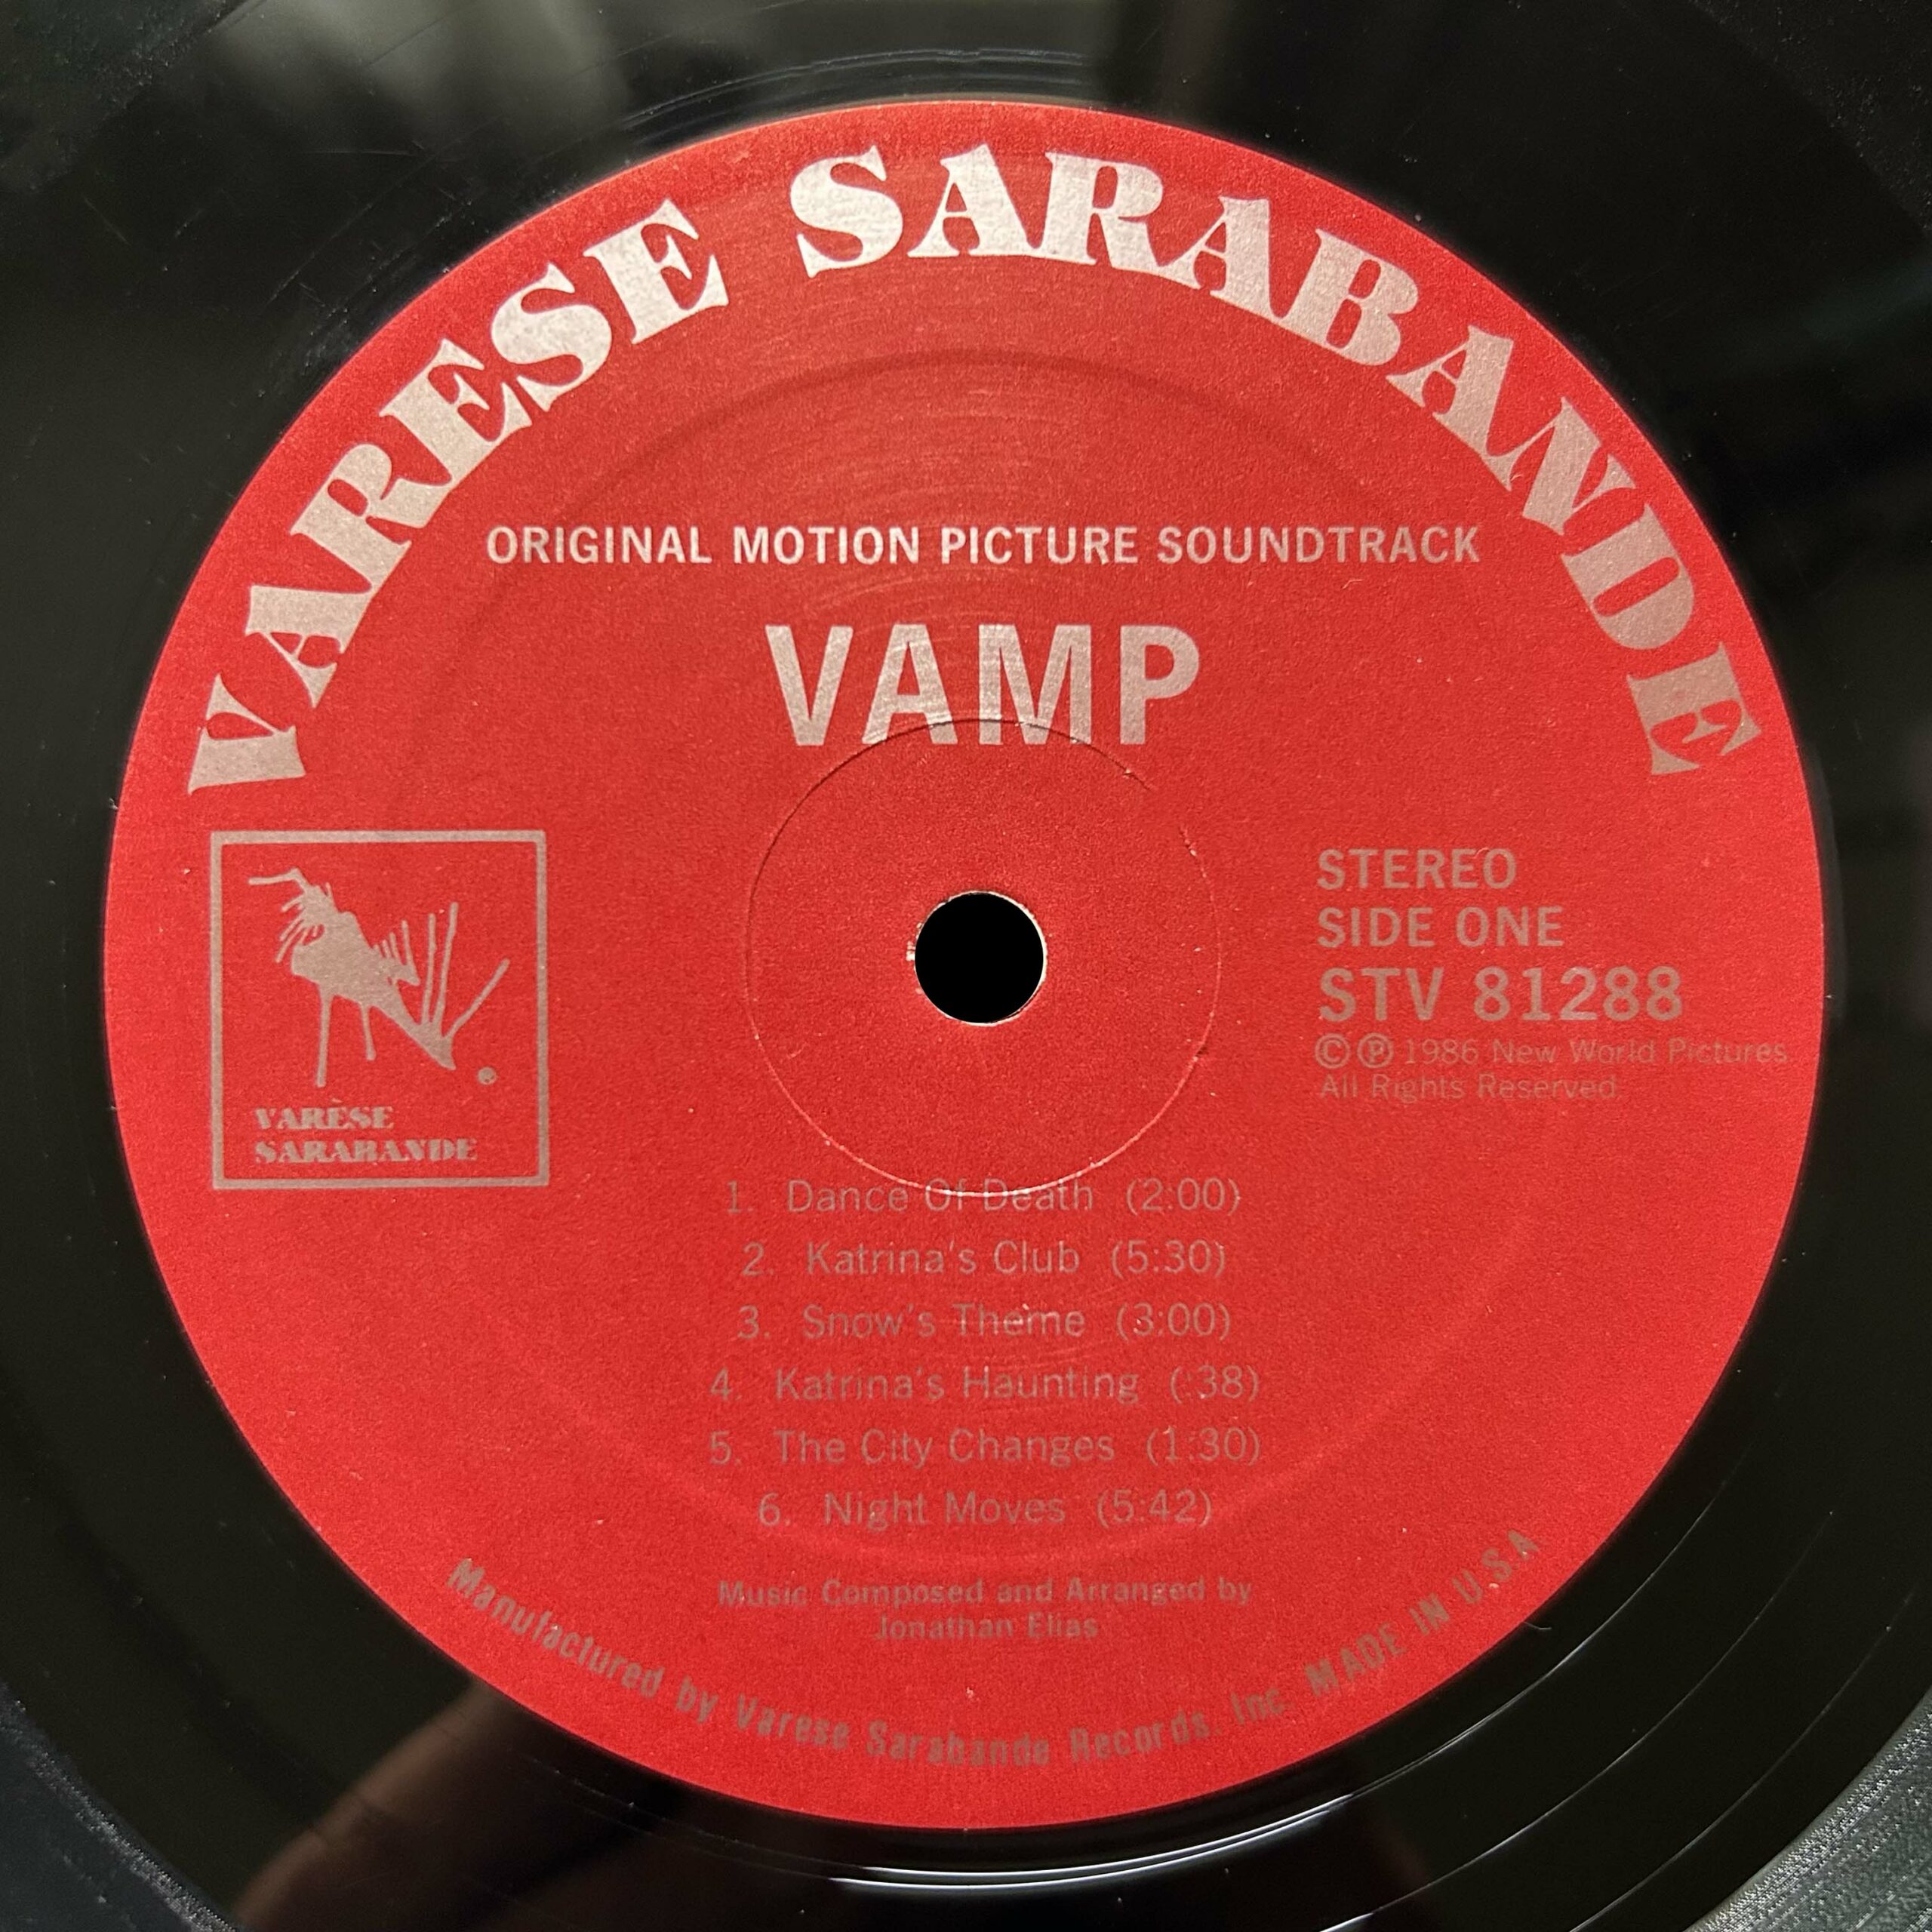 VARESE SARABANDE
ORIGINAL MOTION PICTURE SOUNDTRACK
VAMP
VARÈSE
SARABANDE
STEREO
SIDE ONE
STV 81288
©℗ 1986 New World Pictures.
All Rights Reserved.
1. Dance Of Death (2:00)
2. Katrina's Club (5:30)
3. Snow's Theme (3:00)
4. Katrina's Haunting (:38)
5. The City Changes (1:30)
6. Night Moves (5:42)
Music Composed and Arranged by
Jonathan Elias
Manufactured by Varese Sarabande Records, Inc. MADE IN U.S.A.